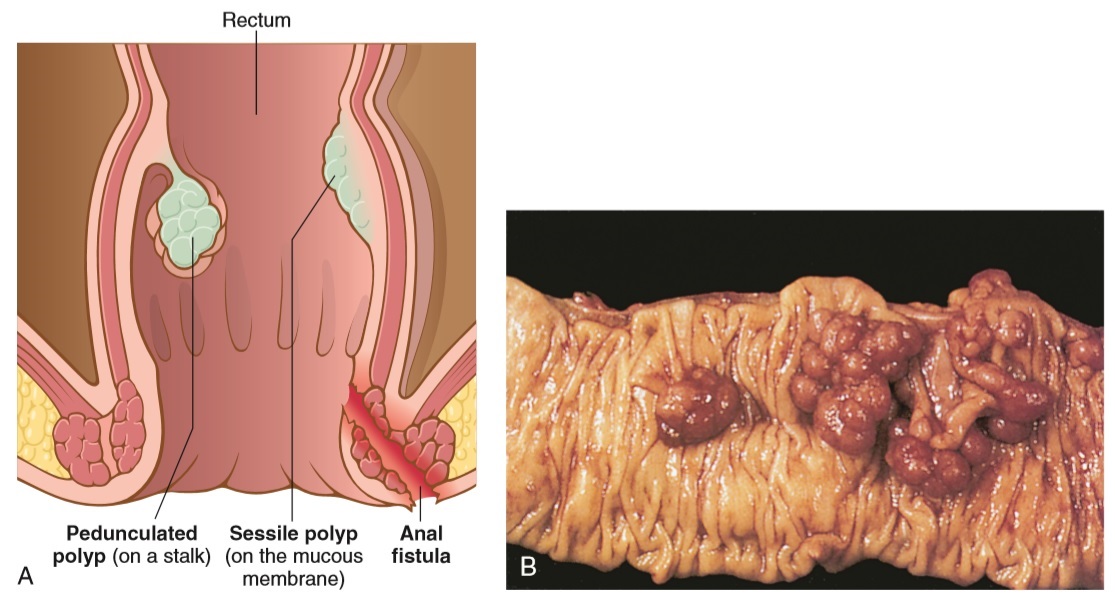 Rectum
Pedunculated
polyp (on a stalk)
Sessile polyp
(on the mucous
membrane)
Anal
fistula
A
B